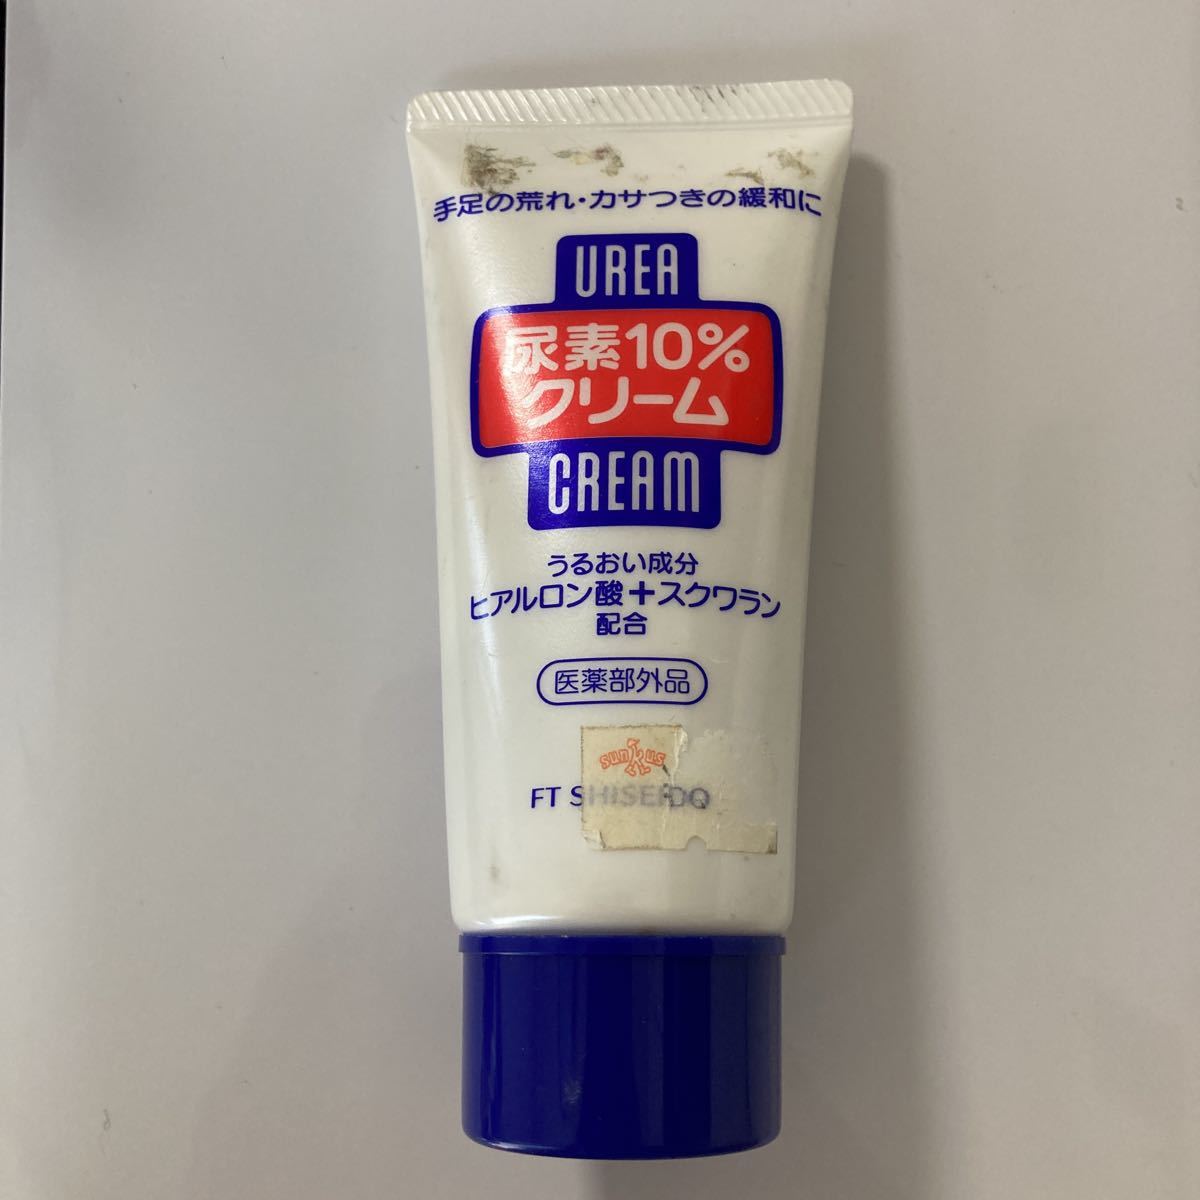 手足の荒れ・カサつきの緩和に
UREA
尿素10%
クリーム
CREAM
うるおい成分
ヒアルロン酸+スクワラン
配合
医薬部外品
sunkus
FT SHISEIDO